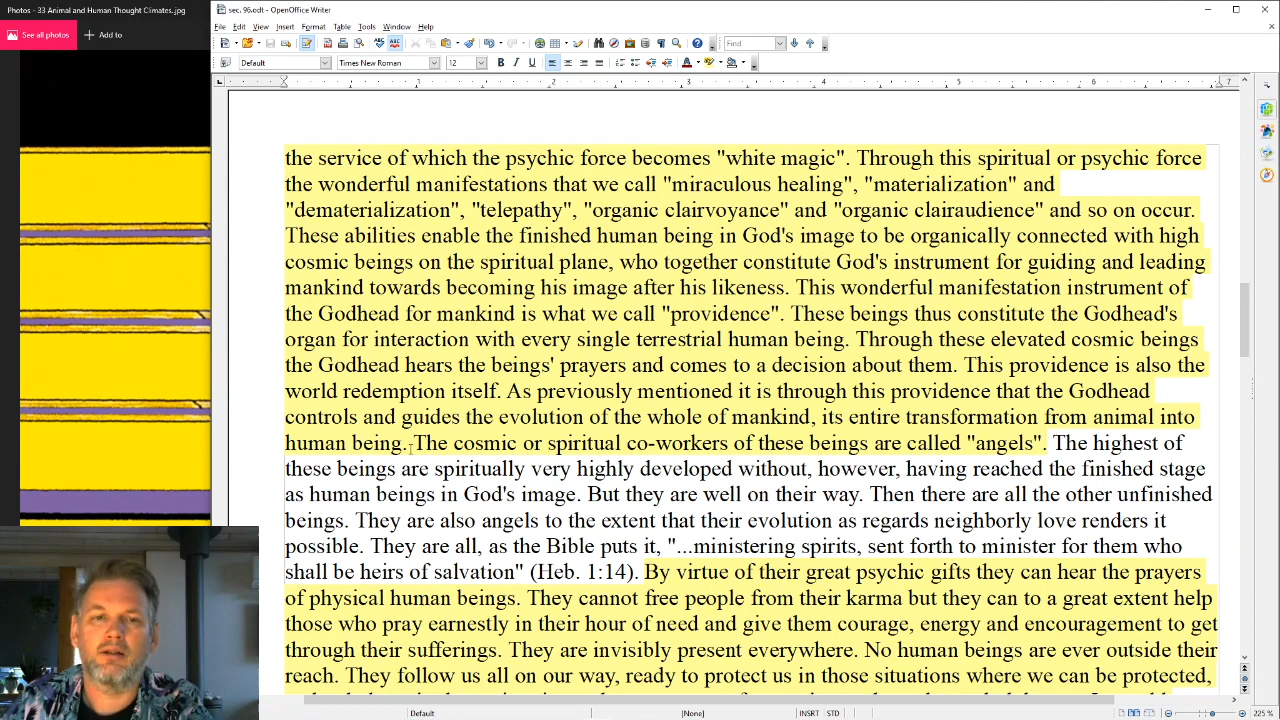 Photos - 33 Animal and Human Thought Climates.jpg
See all photos
Add to
sec. 96.odt - OpenOffice Writer
File Edit View Insert Format Table Tools Window Help
Find
Default
Times New Roman
12
B I U
1 2 3 4 5 6 7
the service of which the psychic force becomes "white magic". Through this spiritual or psychic force
the wonderful manifestations that we call "miraculous healing", "materialization" and
"dematerialization", "telepathy", "organic clairvoyance" and "organic clairaudience" and so on occur.
These abilities enable the finished human being in God's image to be organically connected with high
cosmic beings on the spiritual plane, who together constitute God's instrument for guiding and leading
mankind towards becoming his image after his likeness. This wonderful manifestation instrument of
the Godhead for mankind is what we call "providence". These beings thus constitute the Godhead's
organ for interaction with every single terrestrial human being. Through these elevated cosmic beings
the Godhead hears the beings' prayers and comes to a decision about them. This providence is also the
world redemption itself. As previously mentioned it is through this providence that the Godhead
controls and guides the evolution of the whole of mankind, its entire transformation from animal into
human being. The cosmic or spiritual co-workers of these beings are called "angels". The highest of
these beings are spiritually very highly developed without, however, having reached the finished stage
as human beings in God's image. But they are well on their way. Then there are all the other unfinished
beings. They are also angels to the extent that their evolution as regards neighborly love renders it
possible. They are all, as the Bible puts it, "...ministering spirits, sent forth to minister for them who
shall be heirs of salvation" (Heb. 1:14). By virtue of their great psychic gifts they can hear the prayers
of physical human beings. They cannot free people from their karma but they can to a great extent help
those who pray earnestly in their hour of need and give them courage, energy and encouragement to get
through their sufferings. They are invisibly present everywhere. No human beings are ever outside their
reach. They follow us all on our way, ready to protect us in those situations where we can be protected,
Default
[None]
INSRT
STD
225 %